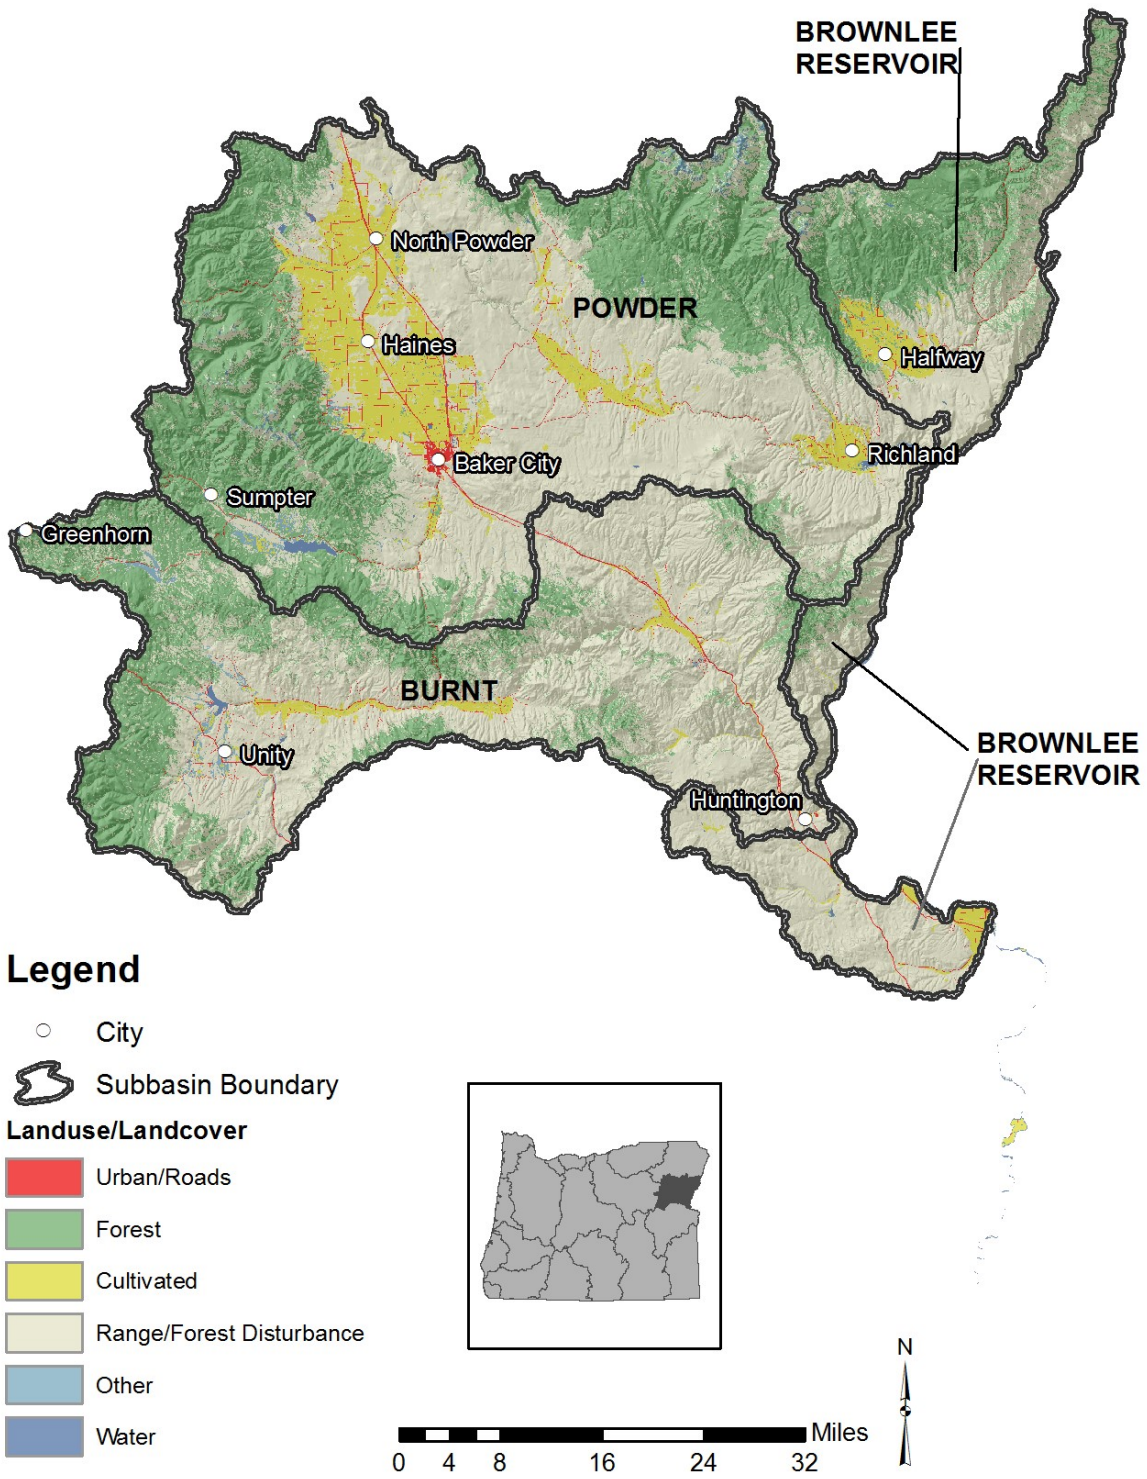 BROWNLEE
RESERVOIR
North Powder
POWDER
Haines
Halfway
Baker City
Richland
Sumpter
Greenhorn
BURNT
Unity
BROWNLEE
RESERVOIR
Huntington
Legend
City
Subbasin Boundary
Landuse/Landcover
Urban/Roads
Forest
Cultivated
Range/Forest Disturbance
Other
Water
N
Miles
0 4 8 16 24 32